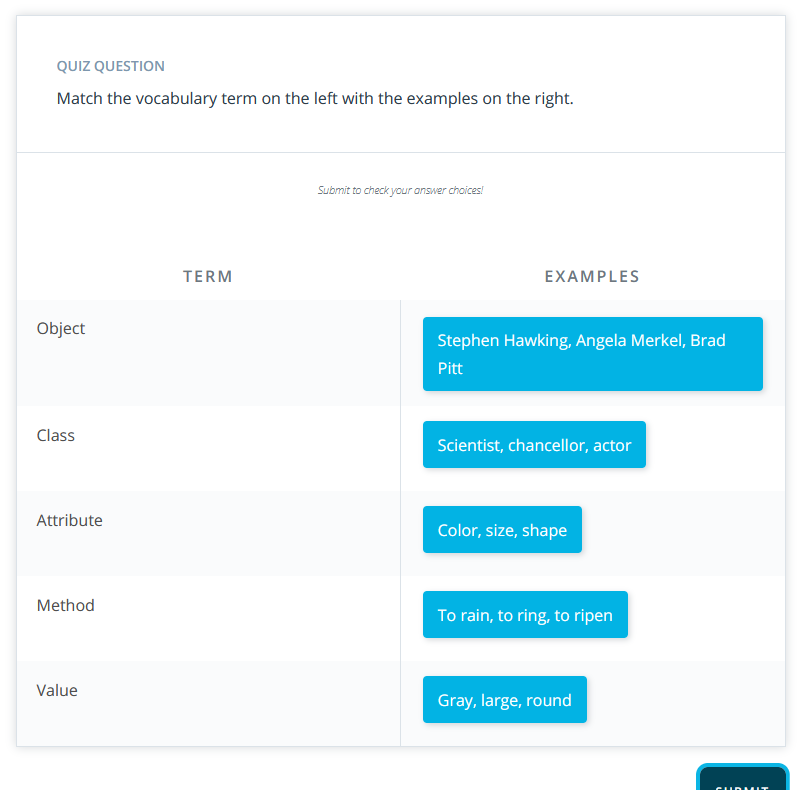 QUIZ QUESTION
Match the vocabulary term on the left with the examples on the right.
Submit to check your answer choices!
TERM
EXAMPLES
Object
Stephen Hawking, Angela Merkel, Brad
Pitt
Class
Scientist, chancellor, actor
Attribute
Color, size, shape
Method
To rain, to ring, to ripen
Value
Gray, large, round
SUBMIT